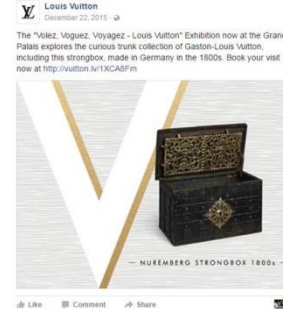 Louis Vuitton
December 22, 2015
The "Volez, Voguez, Voyagez - Louis Vuitton" Exhibition now at the Grand
Palais explores the curious trunk collection of Gaston-Louis Vuitton,
including this strongbox, made in Germany in the 1800s. Book your visit
now at http://vuitton.lv/1XCA8Fm
— NUREMBERG STRONGBOX 1800s —
Like Comment Share